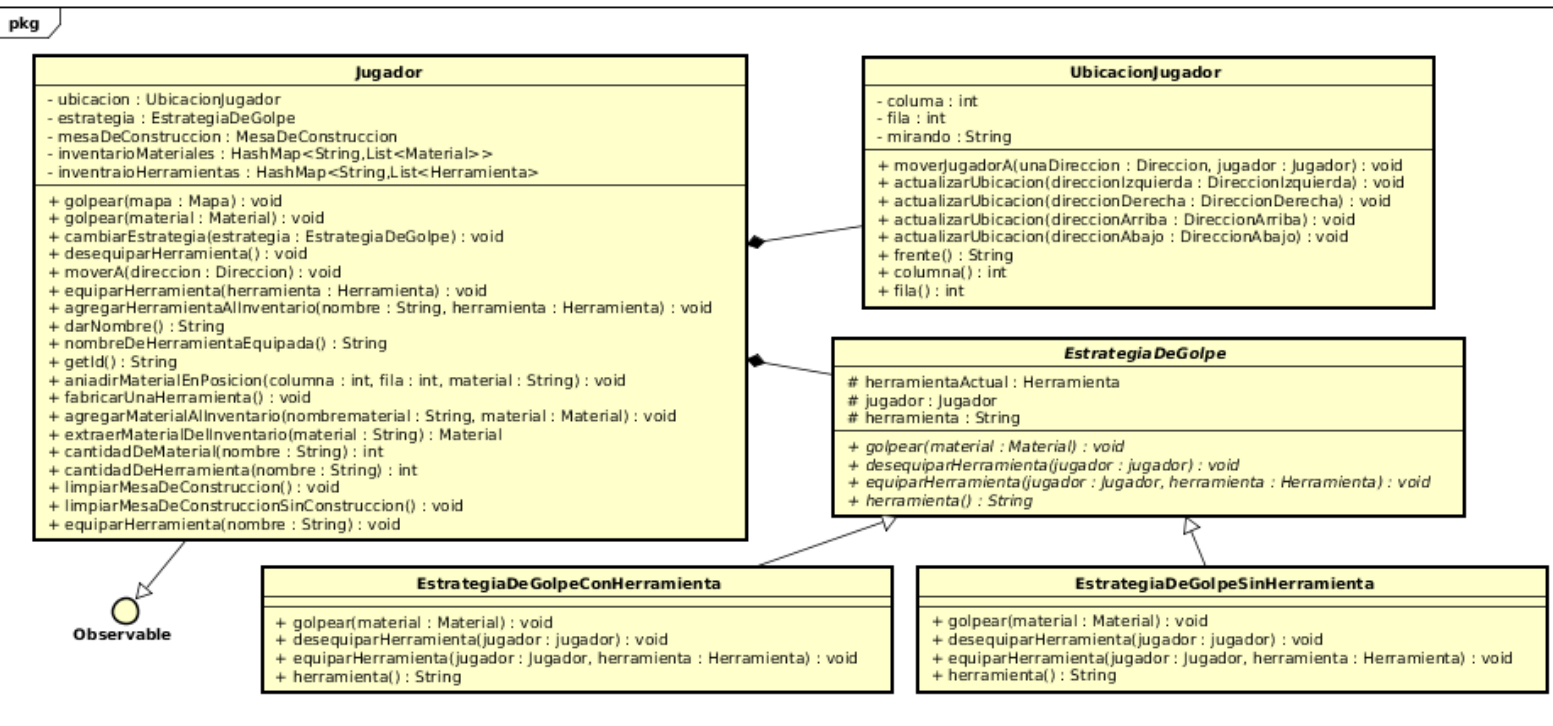 pkg
Jugador
- ubicacion : UbicacionJugador
- estrategia : EstrategiaDeGolpe
- mesaDeConstruccion : MesaDeConstruccion
- inventarioMateriales : HashMap<String,List<Material>>
- inventraioHerramientas : HashMap<String,List<Herramienta>
+ golpear(mapa : Mapa) : void
+ golpear(material : Material) : void
+ cambiarEstrategia(estrategia : EstrategiaDeGolpe) : void
+ desequiparHerramienta() : void
+ moverA(direccion : Direccion) : void
+ equiparHerramienta(herramienta : Herramienta) : void
+ agregarHerramientaAlInventario(nombre : String, herramienta : Herramienta) : void
+ darNombre() : String
+ nombreDeHerramientaEquipada() : String
+ getId() : String
+ aniadirMaterialEnPosicion(columna : int, fila : int, material : String) : void
+ fabricarUnaHerramienta() : void
+ agregarMaterialAlInventario(nombrematerial : String, material : Material) : void
+ extraerMaterialDelInventario(material : String) : Material
+ cantidadDeMaterial(nombre : String) : int
+ cantidadDeHerramienta(nombre : String) : int
+ limpiarMesaDeConstruccion() : void
+ limpiarMesaDeConstruccionSinConstruccion() : void
+ equiparHerramienta(nombre : String) : void
UbicacionJugador
- columa : int
- fila : int
- mirando : String
+ moverJugadorA(unaDireccion : Direccion, jugador : Jugador) : void
+ actualizarUbicacion(direccionIzquierda : DireccionIzquierda) : void
+ actualizarUbicacion(direccionDerecha : DireccionDerecha) : void
+ actualizarUbicacion(direccionArriba : DireccionArriba) : void
+ actualizarUbicacion(direccionAbajo : DireccionAbajo) : void
+ frente() : String
+ columna() : int
+ fila() : int
EstrategiaDeGolpe
# herramientaActual : Herramienta
# jugador : Jugador
# herramienta : String
+ golpear(material : Material) : void
+ desequiparHerramienta(jugador : jugador) : void
+ equiparHerramienta(jugador : Jugador, herramienta : Herramienta) : void
+ herramienta() : String
Observable
EstrategiaDeGolpeConHerramienta
+ golpear(material : Material) : void
+ desequiparHerramienta(jugador : jugador) : void
+ equiparHerramienta(jugador : Jugador, herramienta : Herramienta) : void
+ herramienta() : String
EstrategiaDeGolpeSinHerramienta
+ golpear(material : Material) : void
+ desequiparHerramienta(jugador : jugador) : void
+ equiparHerramienta(jugador : Jugador, herramienta : Herramienta) : void
+ herramienta() : String